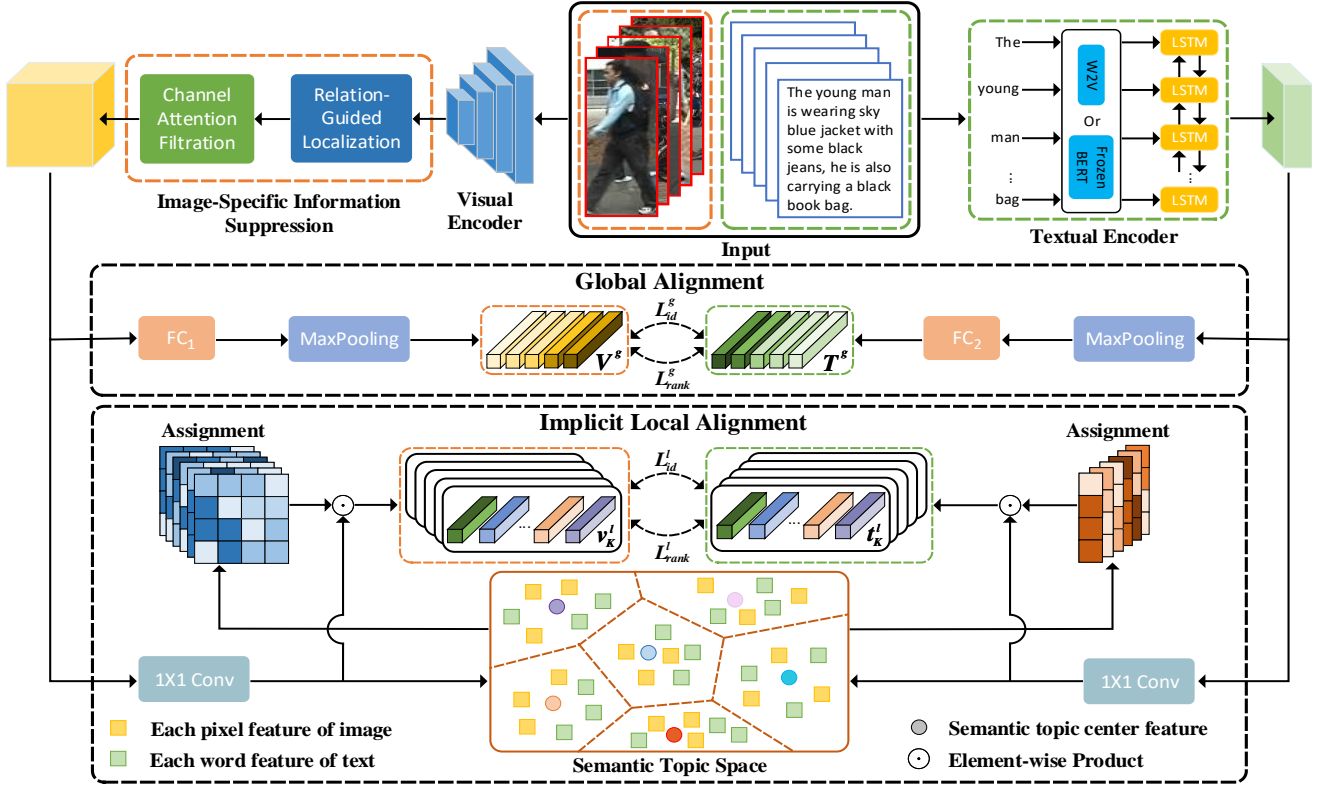 Channel
Attention
Filtration
Relation-
Guided
Localization
Image-Specific Information
Suppression
Visual
Encoder
The young man
is wearing sky
blue jacket with
some black
jeans, he is also
carrying a black
book bag.
Input
The
young
man
...
bag
W2V
Or
Frozen
BERT
LSTM
LSTM
LSTM
...
LSTM
Textual Encoder
Global Alignment
FC1
MaxPooling
V^g
L_id^g
L_rank^g
T^g
FC2
MaxPooling
Implicit Local Alignment
Assignment
...
v_K^l
L_id^l
L_rank^l
...
t_K^l
Assignment
1X1 Conv
1X1 Conv
Each pixel feature of image
Each word feature of text
Semantic Topic Space
Semantic topic center feature
Element-wise Product